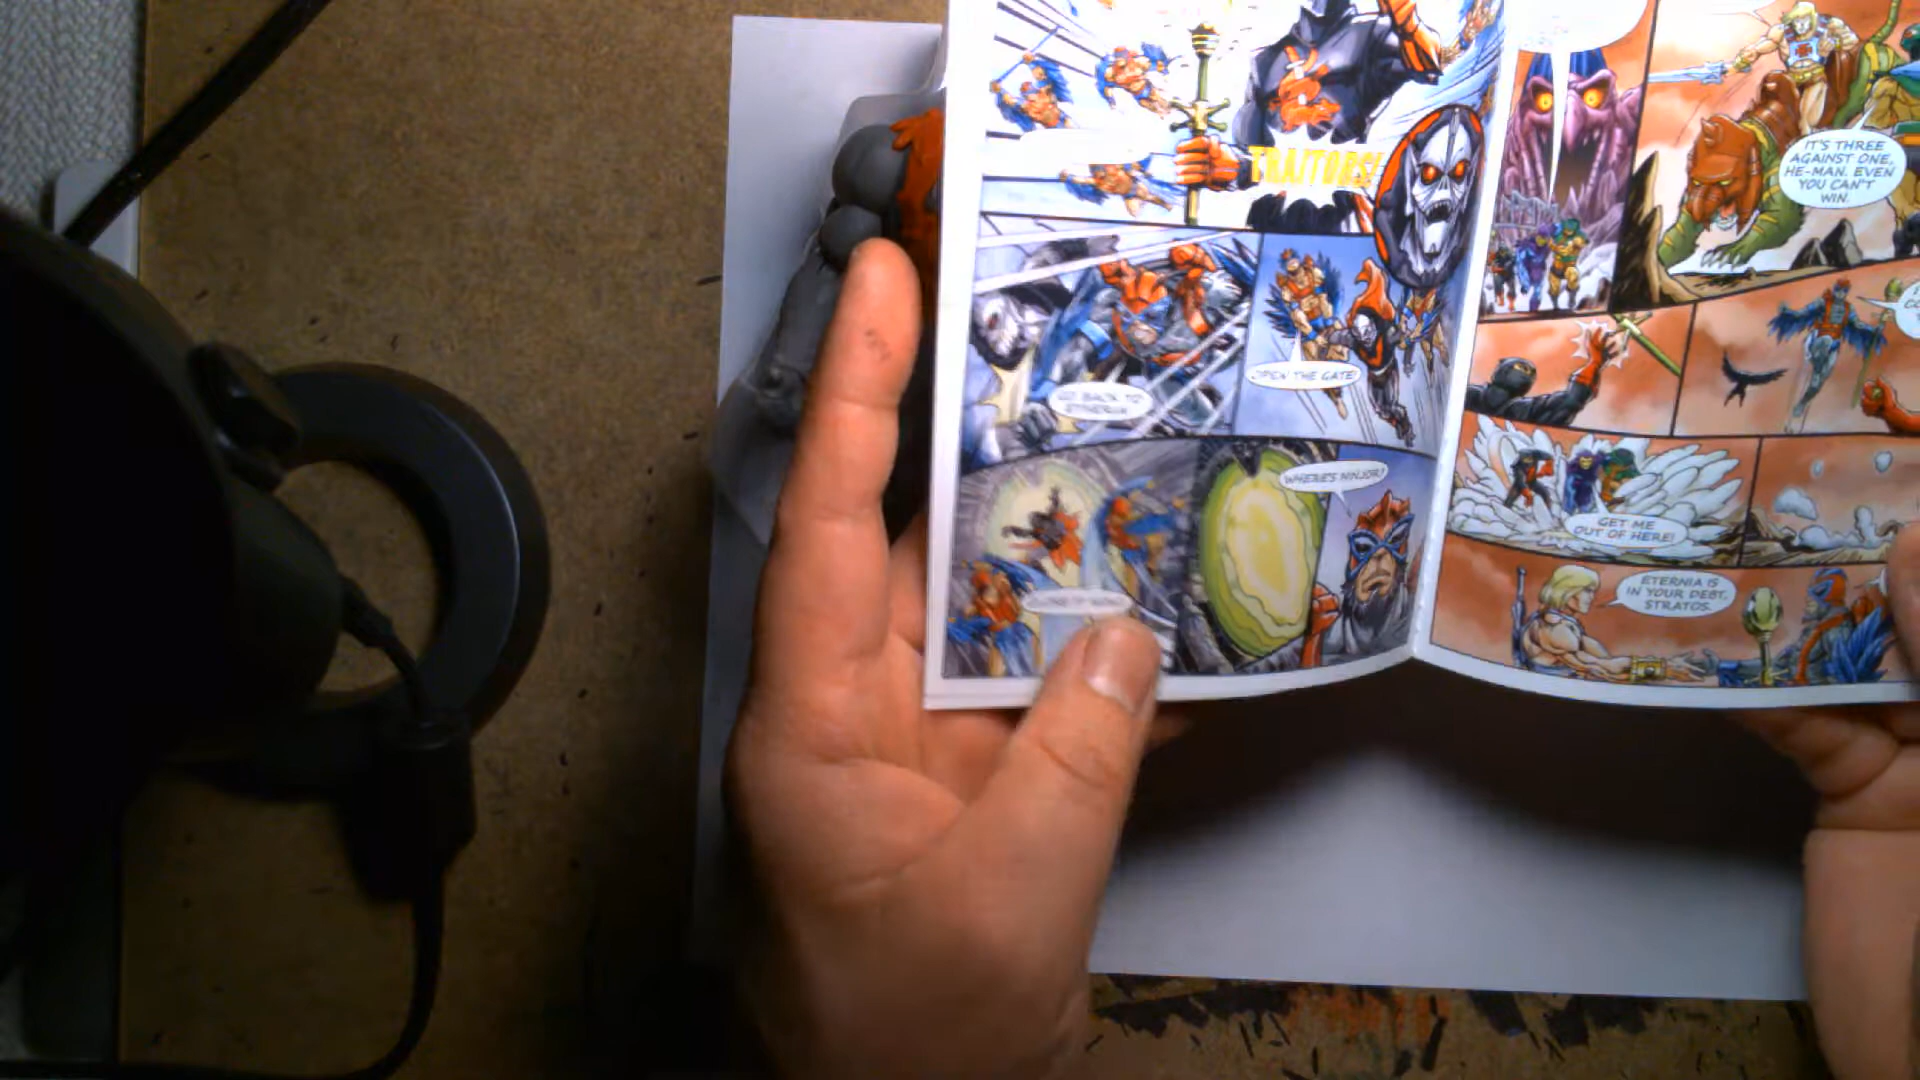 TRAITORS!
OPEN THE GATE!
GO BACK TO
WHERE'S NINJOR?
IT'S THREE
AGAINST ONE,
HE-MAN. EVEN
YOU CAN'T
WIN.
GET ME
OUT OF HERE!
ETERNIA IS
IN YOUR DEBT,
STRATOS.